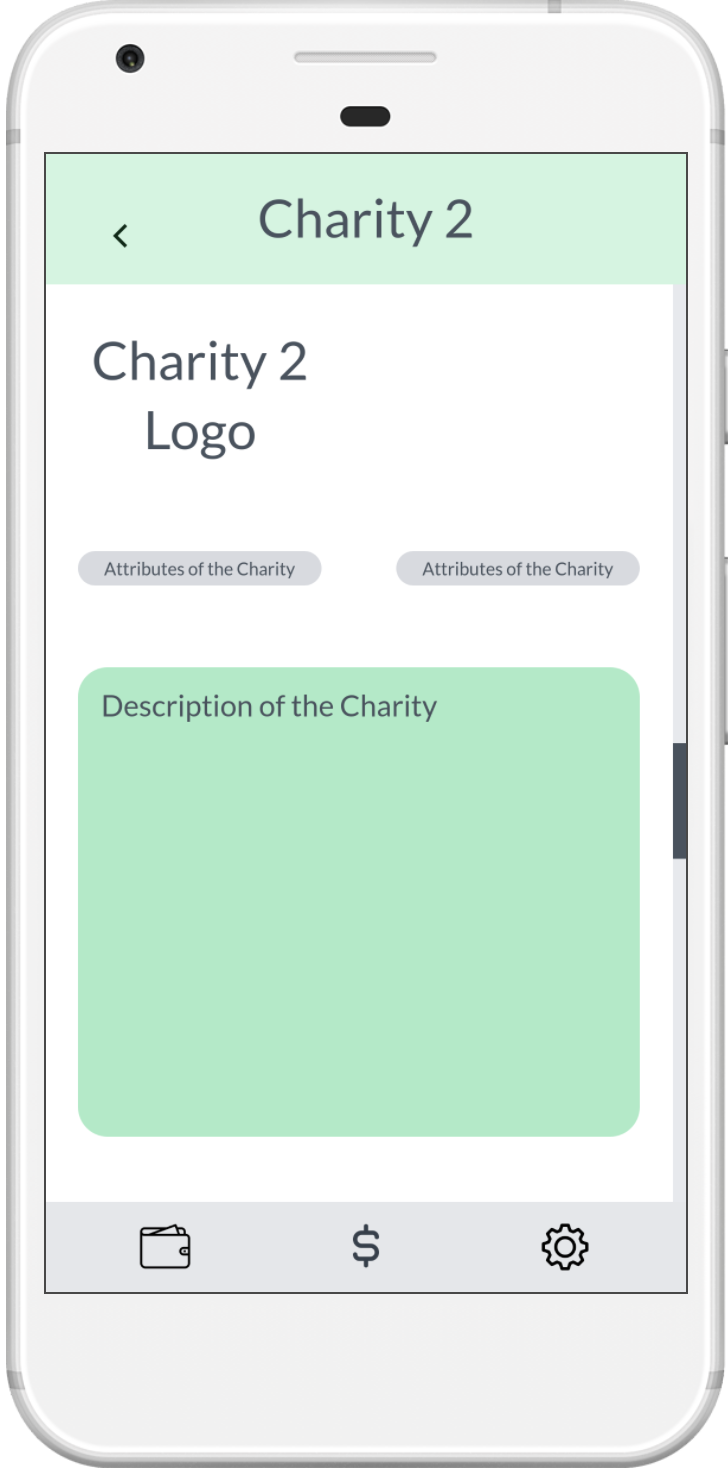 Charity 2
Charity 2
Logo
Attributes of the Charity
Attributes of the Charity
Description of the Charity
$